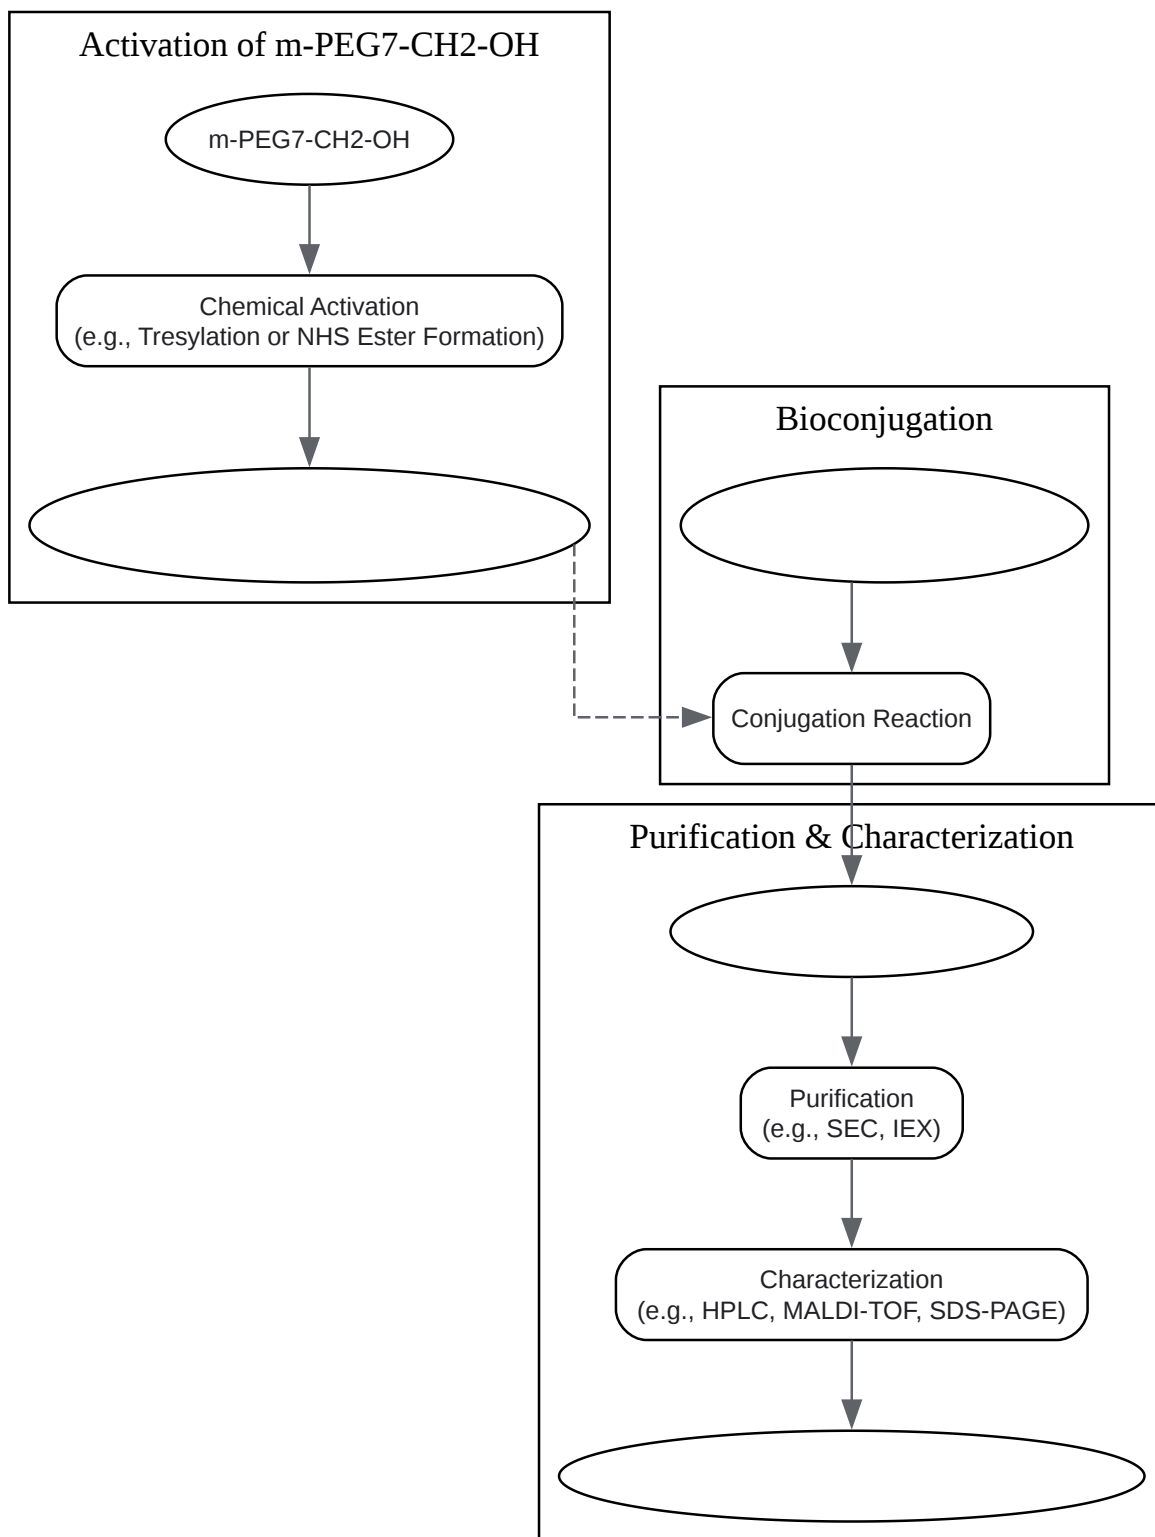 Activation of m-PEG7-CH2-OH
m-PEG7-CH2-OH
Chemical Activation
(e.g., Tresylation or NHS Ester Formation)
Bioconjugation
Conjugation Reaction
Purification & Characterization
Purification
(e.g., SEC, IEX)
Characterization
(e.g., HPLC, MALDI-TOF, SDS-PAGE)